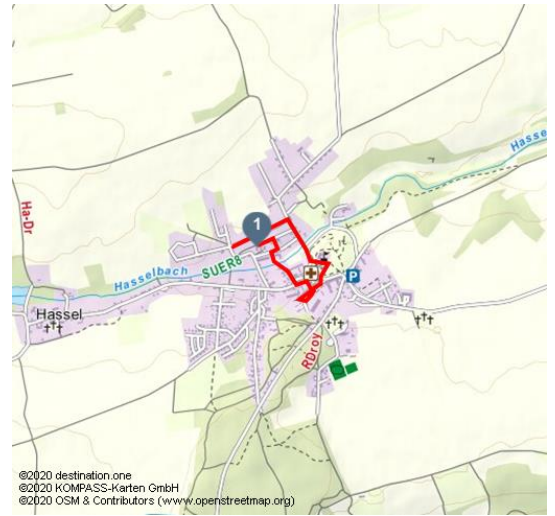 Hassel
Ha-Dr
1
SUER6
Hasselbach
P
Hassel
RDroy
©2020 destination.one
©2020 KOMPASS-Karten GmbH
©2020 OSM & Contributors (www.openstreetmap.org)